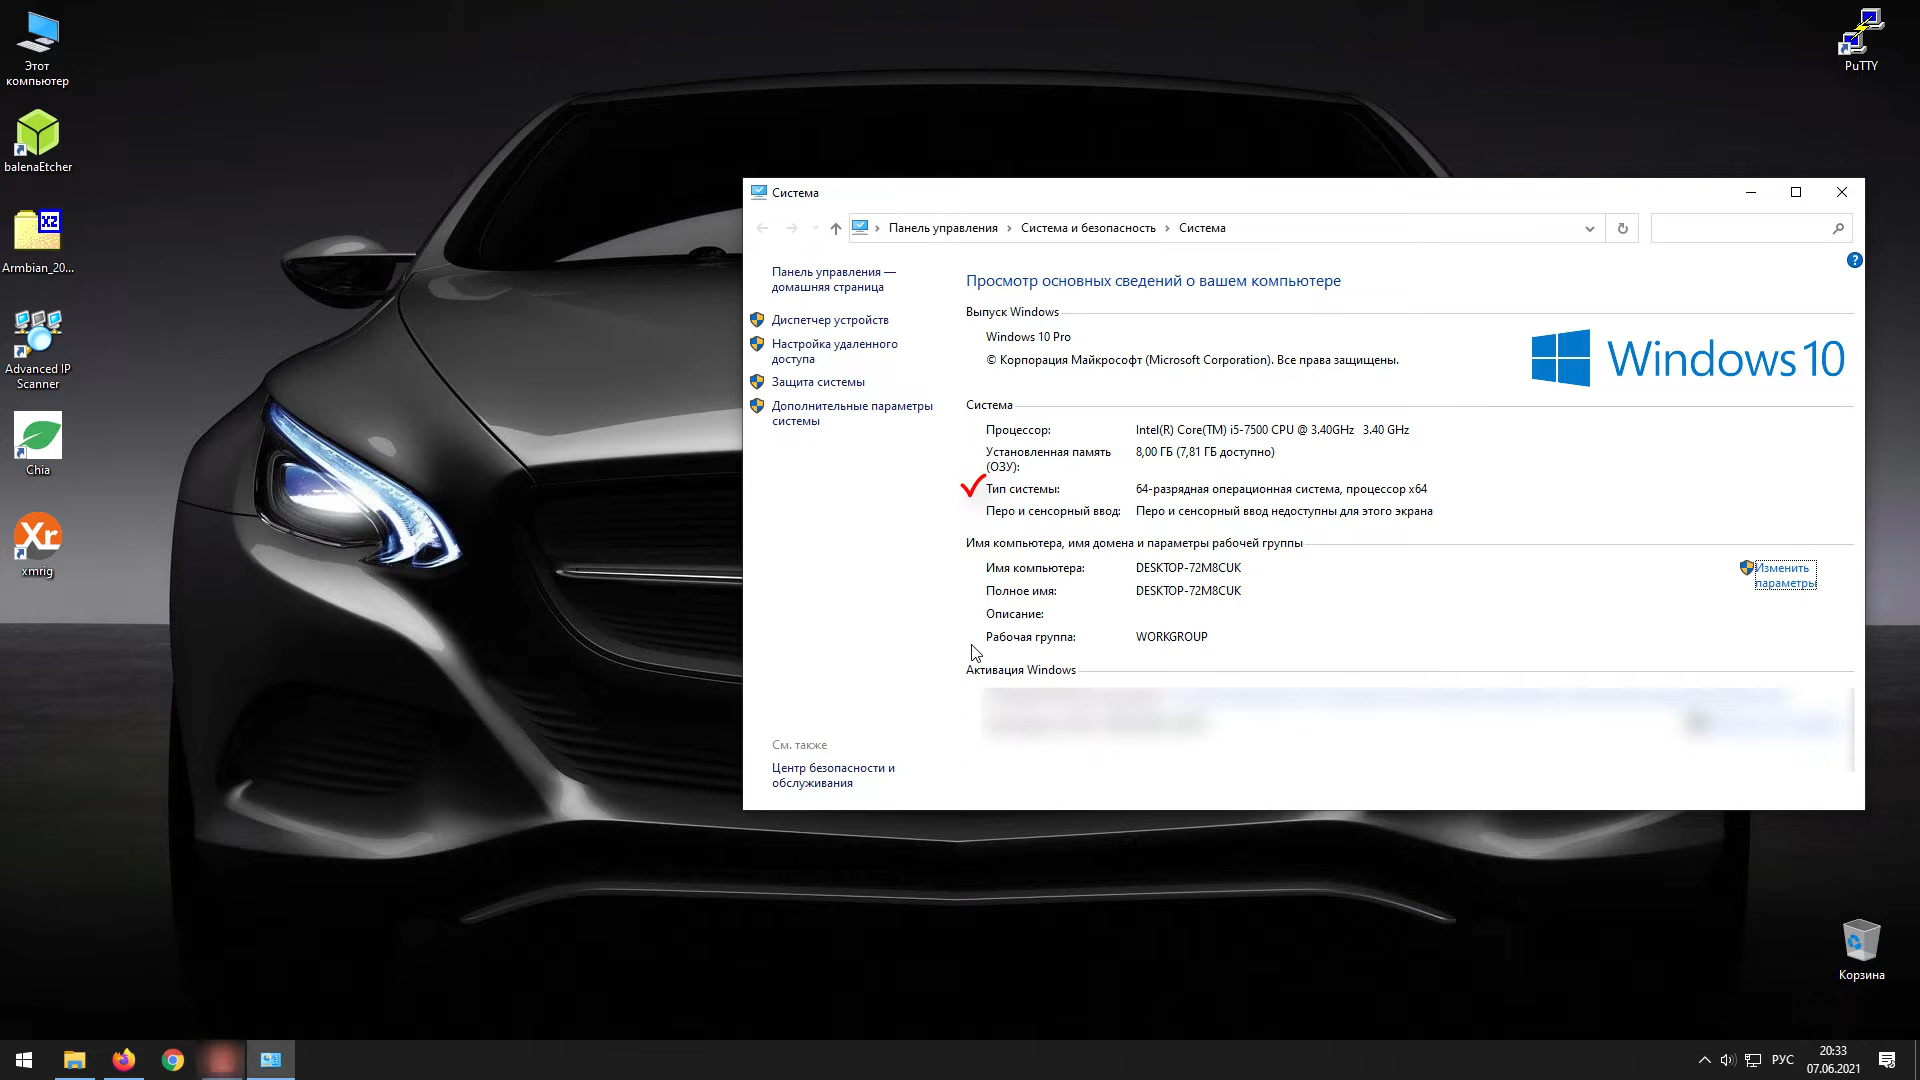 Этот
компьютер
balenaEtcher
XZ
Armbian_20...
Advanced IP
Scanner
Chia
Xr
xmrig
PuTTY
Корзина
Система
Панель управления
Система и безопасность
Система
Панель управления —
домашняя страница
Диспетчер устройств
Настройка удаленного
доступа
Защита системы
Дополнительные параметры
системы
См. также
Центр безопасности и
обслуживания
?
Просмотр основных сведений о вашем компьютере
Выпуск Windows
Windows 10 Pro
© Корпорация Майкрософт (Microsoft Corporation). Все права защищены.
Windows 10
Система
Процессор: Intel(R) Core(TM) i5-7500 CPU @ 3.40GHz 3.40 GHz
Установленная память 8,00 ГБ (7,81 ГБ доступно)
(ОЗУ):
Тип системы: 64-разрядная операционная система, процессор x64
Перо и сенсорный ввод: Перо и сенсорный ввод недоступны для этого экрана
Имя компьютера, имя домена и параметры рабочей группы
Имя компьютера: DESKTOP-72M8CUK
Изменить
параметры
Полное имя: DESKTOP-72M8CUK
Описание:
Рабочая группа: WORKGROUP
Активация Windows
РУС
20:33
07.06.2021